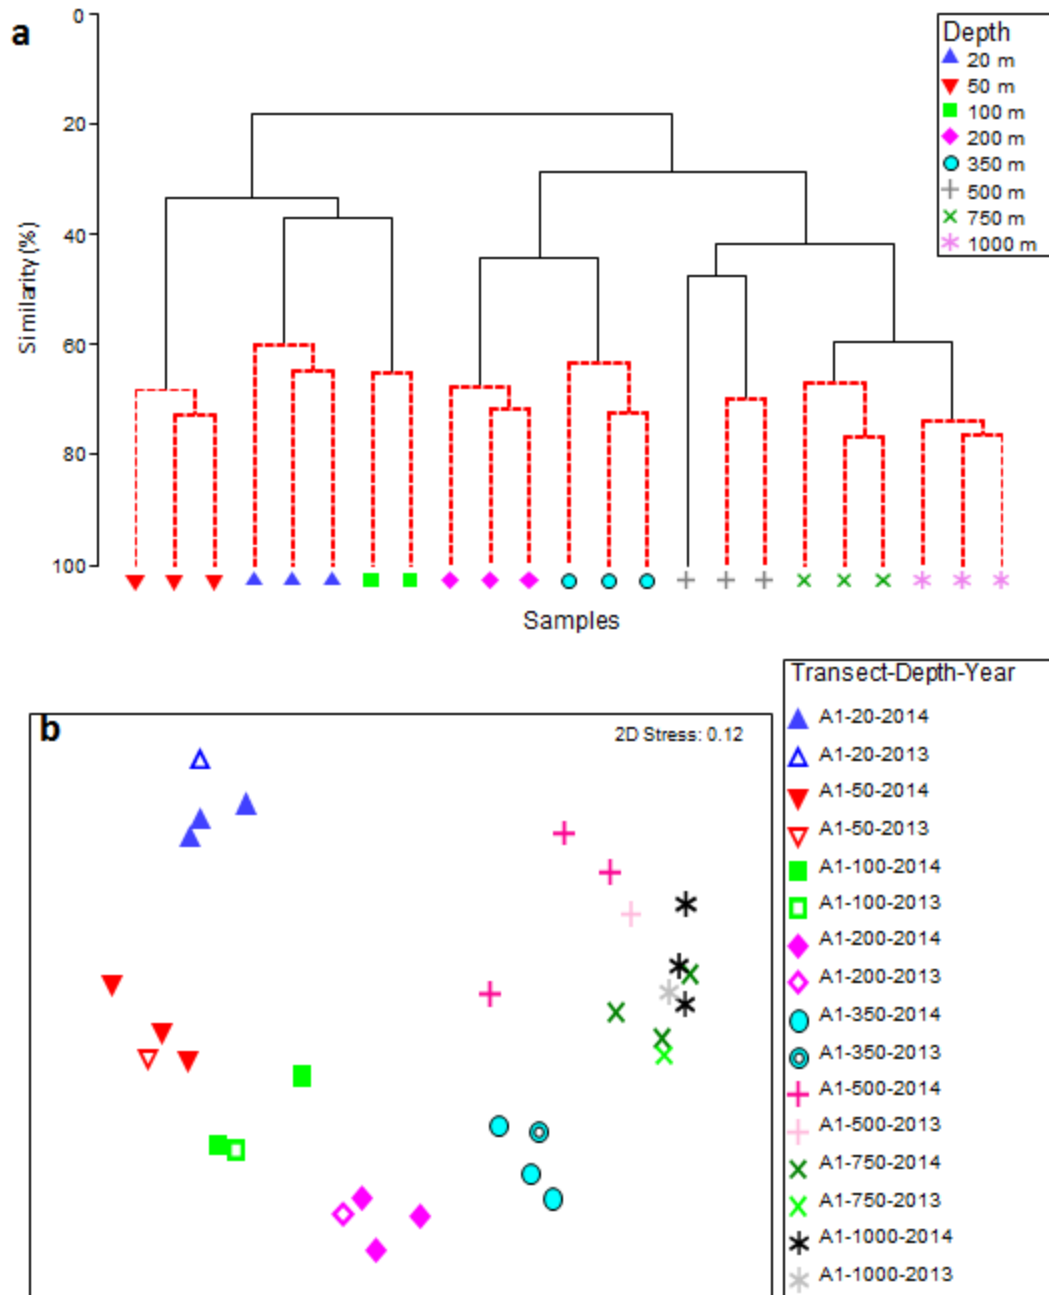 a
0
20
40
60
80
100
Similarity (%)
Samples
Depth
20 m
50 m
100 m
200 m
350 m
500 m
750 m
1000 m
b
2D Stress: 0.12
Transect-Depth-Year
A1-20-2014
A1-20-2013
A1-50-2014
A1-50-2013
A1-100-2014
A1-100-2013
A1-200-2014
A1-200-2013
A1-350-2014
A1-350-2013
A1-500-2014
A1-500-2013
A1-750-2014
A1-750-2013
A1-1000-2014
A1-1000-2013